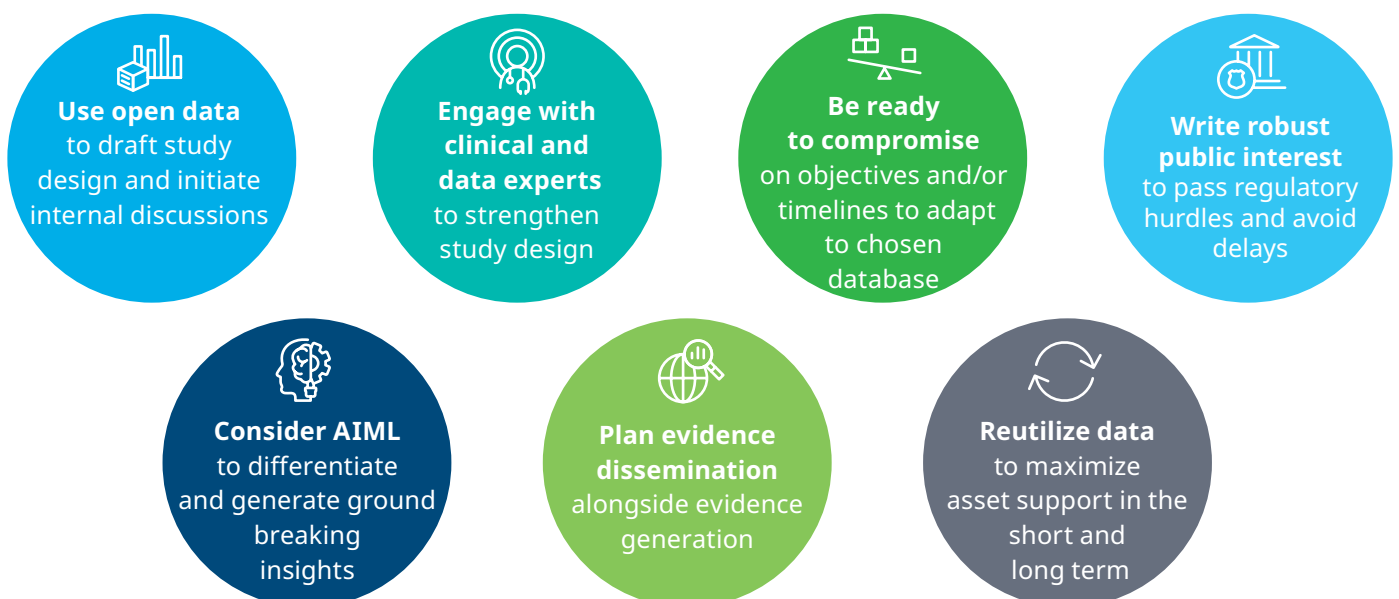 Use open data
to draft study
design and initiate
internal discussions
Engage with
clinical and
data experts
to strengthen
study design
Be ready
to compromise
on objectives and/or
timelines to adapt
to chosen
database
Write robust
public interest
to pass regulatory
hurdles and avoid
delays
Consider AIML
to differentiate
and generate ground
breaking
insights
Plan evidence
dissemination
alongside evidence
generation
Reutilize data
to maximize
asset support in the
short and
long term